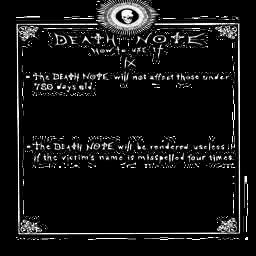 DEATH NOTE
How to use it
IX
• The DEATH NOTE will not affect those under
780 days old.
• The DEATH NOTE will be rendered useless if
if the victim's name is misspelled four times.